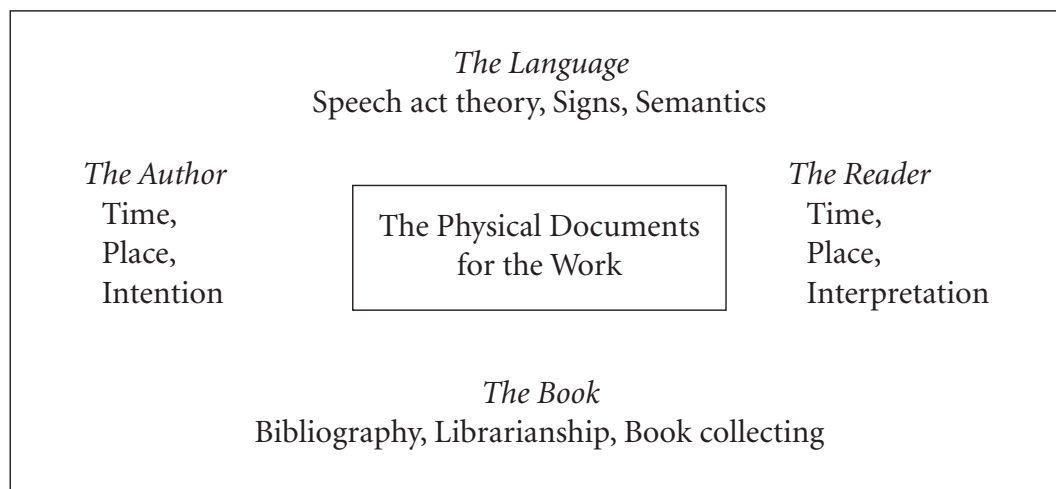 The Language
Speech act theory, Signs, Semantics
The Author
Time,
Place,
Intention
The Physical Documents
for the Work
The Reader
Time,
Place,
Interpretation
The Book
Bibliography, Librarianship, Book collecting